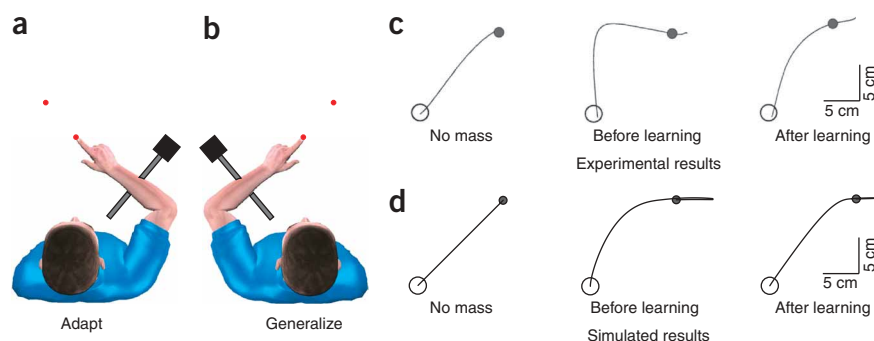 a
b
Adapt
Generalize
c
No mass
Before learning
After learning
5 cm
5 cm
Experimental results
d
No mass
Before learning
After learning
5 cm
5 cm
Simulated results